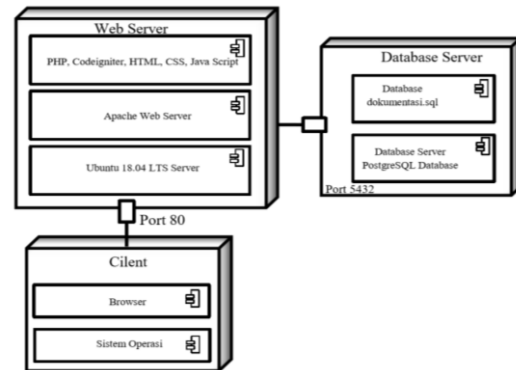 Web Server
PHP, Codeigniter, HTML, CSS, Java Script
Apache Web Server
Ubuntu 18.04 LTS Server
Port 80
Database Server
Database
dokumentasi.sql
Database Server
PostgreSQL Database
Port 5432
Cilent
Browser
Sistem Operasi